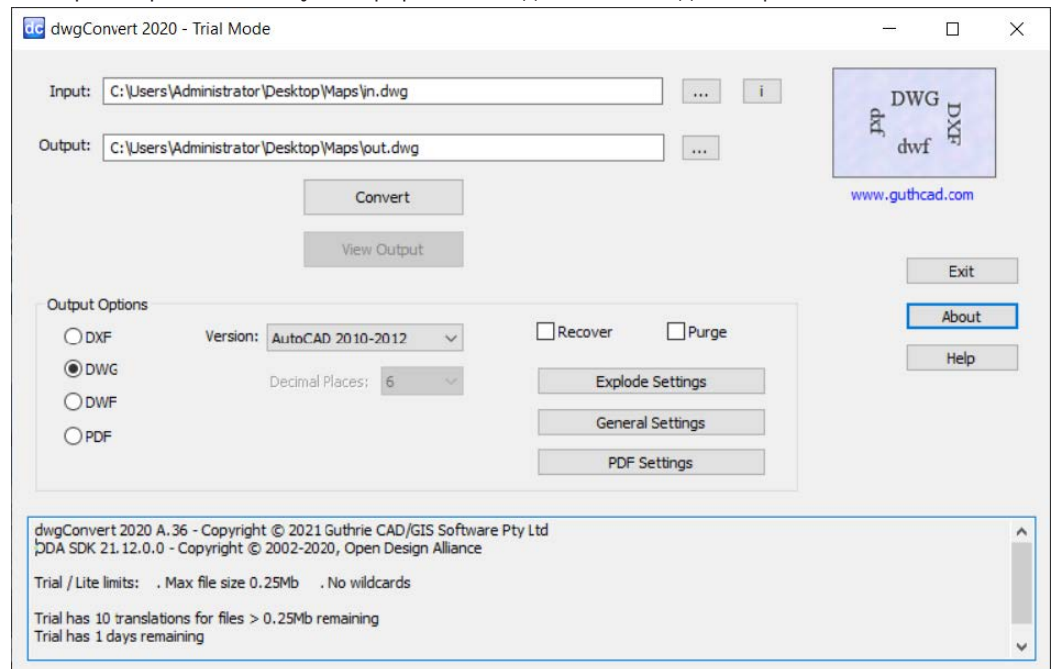 dc dwgConvert 2020 - Trial Mode
Input: C:\Users\Administrator\Desktop\Maps\in.dwg ... i
Output: C:\Users\Administrator\Desktop\Maps\out.dwg ...
DWG
DXF
dwf
dxf
www.guthcad.com
Convert
View Output
Exit
About
Help
Output Options
DXF Version: AutoCAD 2010-2012 Recover Purge
DWG Decimal Places: 6 Explode Settings
DWF General Settings
PDF PDF Settings
dwgConvert 2020 A.36 - Copyright © 2021 Guthrie CAD/GIS Software Pty Ltd
ODA SDK 21.12.0.0 - Copyright © 2002-2020, Open Design Alliance
Trial / Lite limits: . Max file size 0.25Mb . No wildcards
Trial has 10 translations for files > 0.25Mb remaining
Trial has 1 days remaining